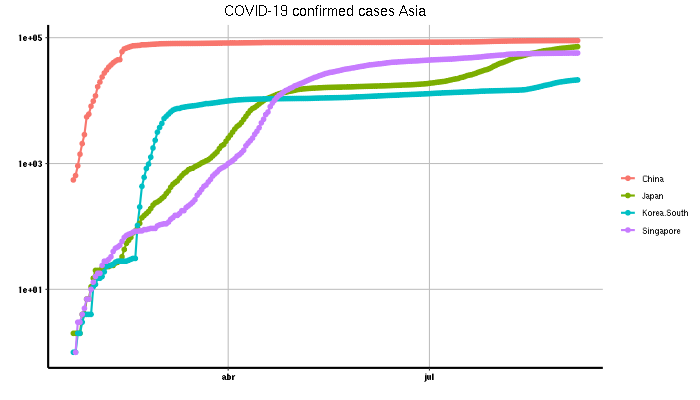 COVID-19 confirmed cases Asia
1e+05
1e+03
1e+01
abr
jul
China
Japan
Korea.South
Singapore